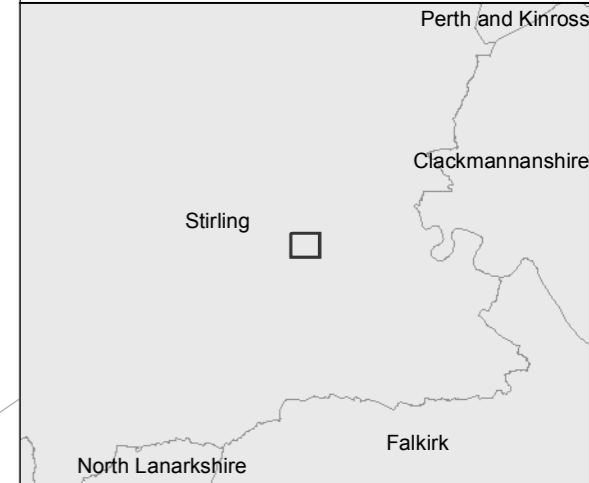 Perth and Kinross
Clackmannanshire
Stirling
Falkirk
North Lanarkshire